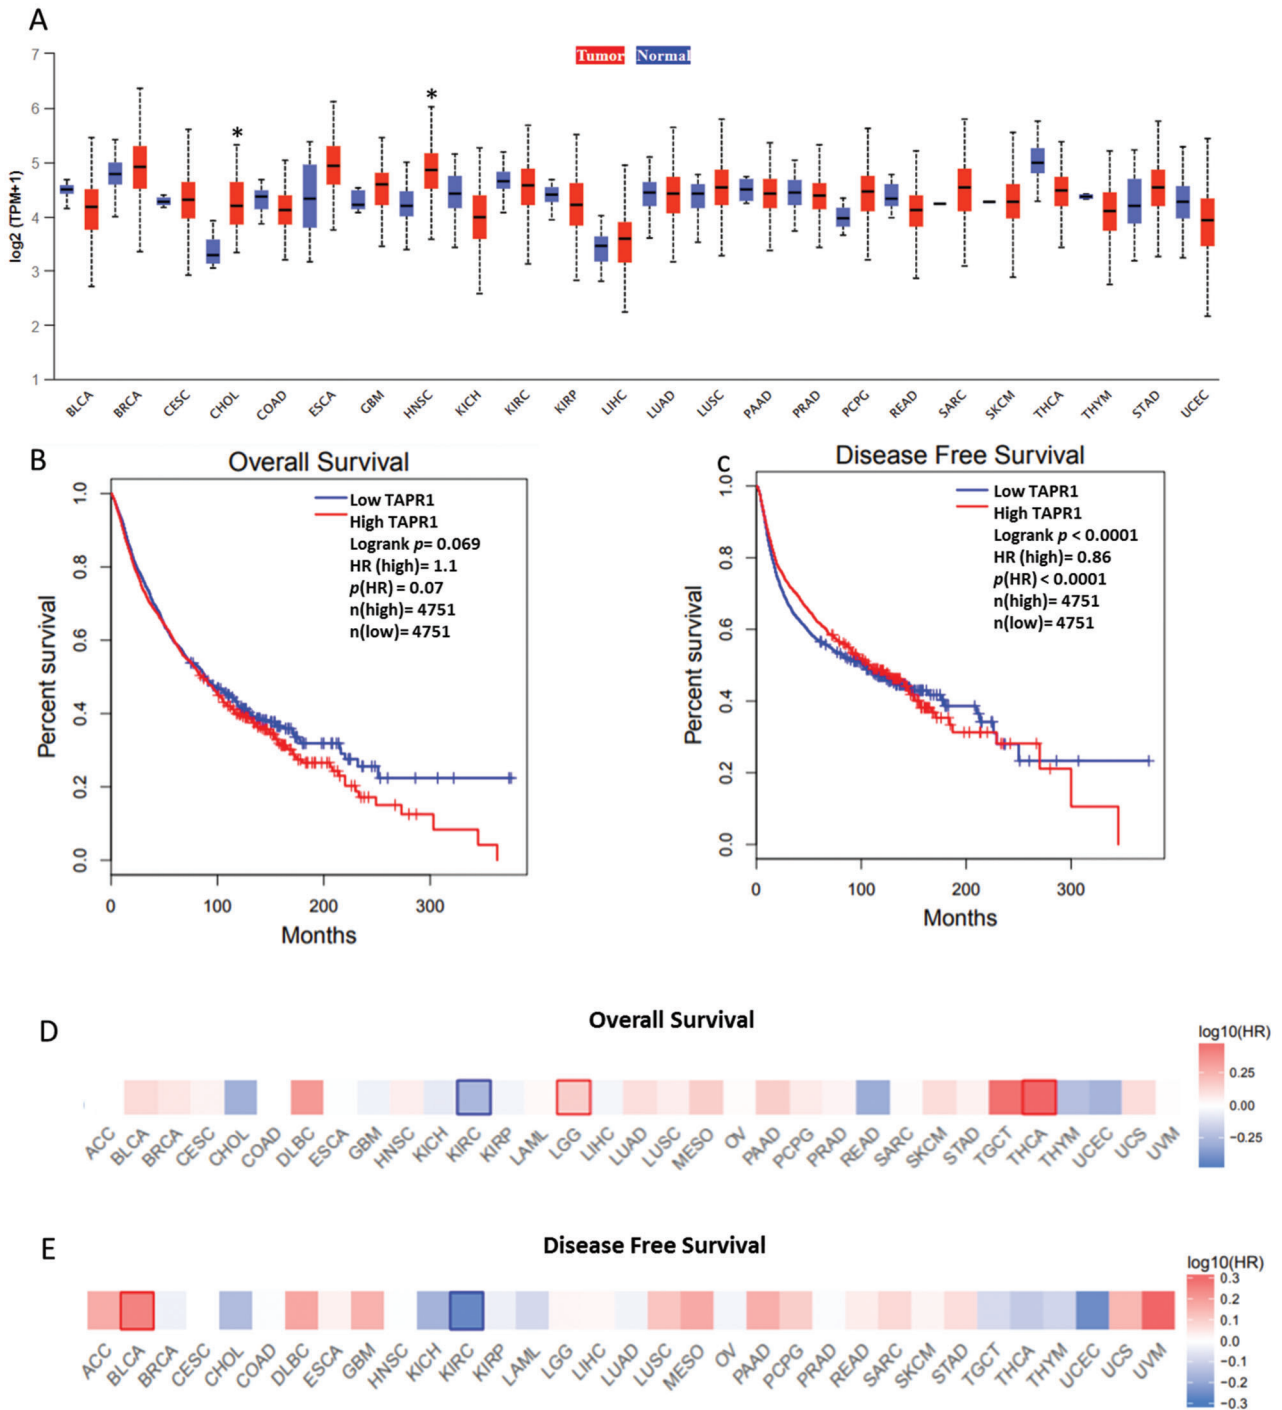 A
Tumor Normal
log2 (TPM+1)
7
6
5
4
3
2
1
BLCA BRCA CESC CHOL COAD ESCA GBM HNSC KICH KIRC KIRP LIHC LUAD LUSC PAAD PRAD PCPG READ SARC SKCM THCA THYM STAD UCEC
* *
B
Overall Survival
Low TAPR1
High TAPR1
Logrank p= 0.069
HR (high)= 1.1
p(HR) = 0.07
n(high)= 4751
n(low)= 4751
Percent survival
1.0
0.8
0.6
0.4
0.2
0.0
0 100 200 300
Months
C
Disease Free Survival
Low TAPR1
High TAPR1
Logrank p < 0.0001
HR (high)= 0.86
p(HR) < 0.0001
n(high)= 4751
n(low)= 4751
Percent survival
1.0
0.8
0.6
0.4
0.2
0.0
0 100 200 300
Months
D
Overall Survival
log10(HR)
0.25
0.00
−0.25
ACC BLCA BRCA CESC CHOL COAD DLBC ESCA GBM HNSC KICH KIRC KIRP LAML LGG LIHC LUAD LUSC MESO OV PAAD PCPG PRAD READ SARC SKCM STAD TGCT THCA THYM UCEC UCS UVM
E
Disease Free Survival
log10(HR)
0.3
0.2
0.1
0.0
−0.1
−0.2
−0.3
ACC BLCA BRCA CESC CHOL COAD DLBC ESCA GBM HNSC KICH KIRC KIRP LAML LGG LIHC LUAD LUSC MESO OV PAAD PCPG PRAD READ SARC SKCM STAD TGCT THCA THYM UCEC UCS UVM